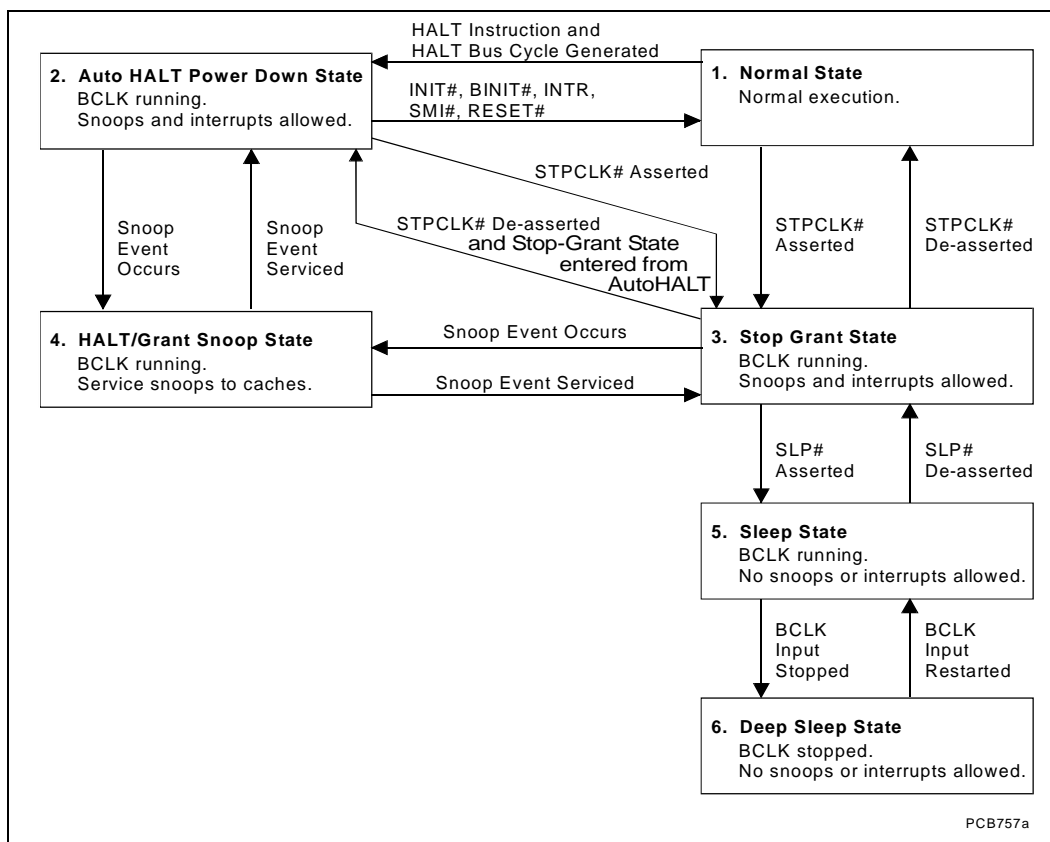 HALT Instruction and
HALT Bus Cycle Generated
2. Auto HALT Power Down State
BCLK running.
Snoops and interrupts allowed.
INIT#, BINIT#, INTR,
SMI#, RESET#
1. Normal State
Normal execution.
STPCLK# Asserted
STPCLK# De-asserted
and Stop-Grant State
entered from
AutoHALT
Snoop
Event
Occurs
Snoop
Event
Serviced
STPCLK#
Asserted
STPCLK#
De-asserted
4. HALT/Grant Snoop State
BCLK running.
Service snoops to caches.
Snoop Event Occurs
Snoop Event Serviced
3. Stop Grant State
BCLK running.
Snoops and interrupts allowed.
SLP#
Asserted
SLP#
De-asserted
5. Sleep State
BCLK running.
No snoops or interrupts allowed.
BCLK
Input
Stopped
BCLK
Input
Restarted
6. Deep Sleep State
BCLK stopped.
No snoops or interrupts allowed.
PCB757a